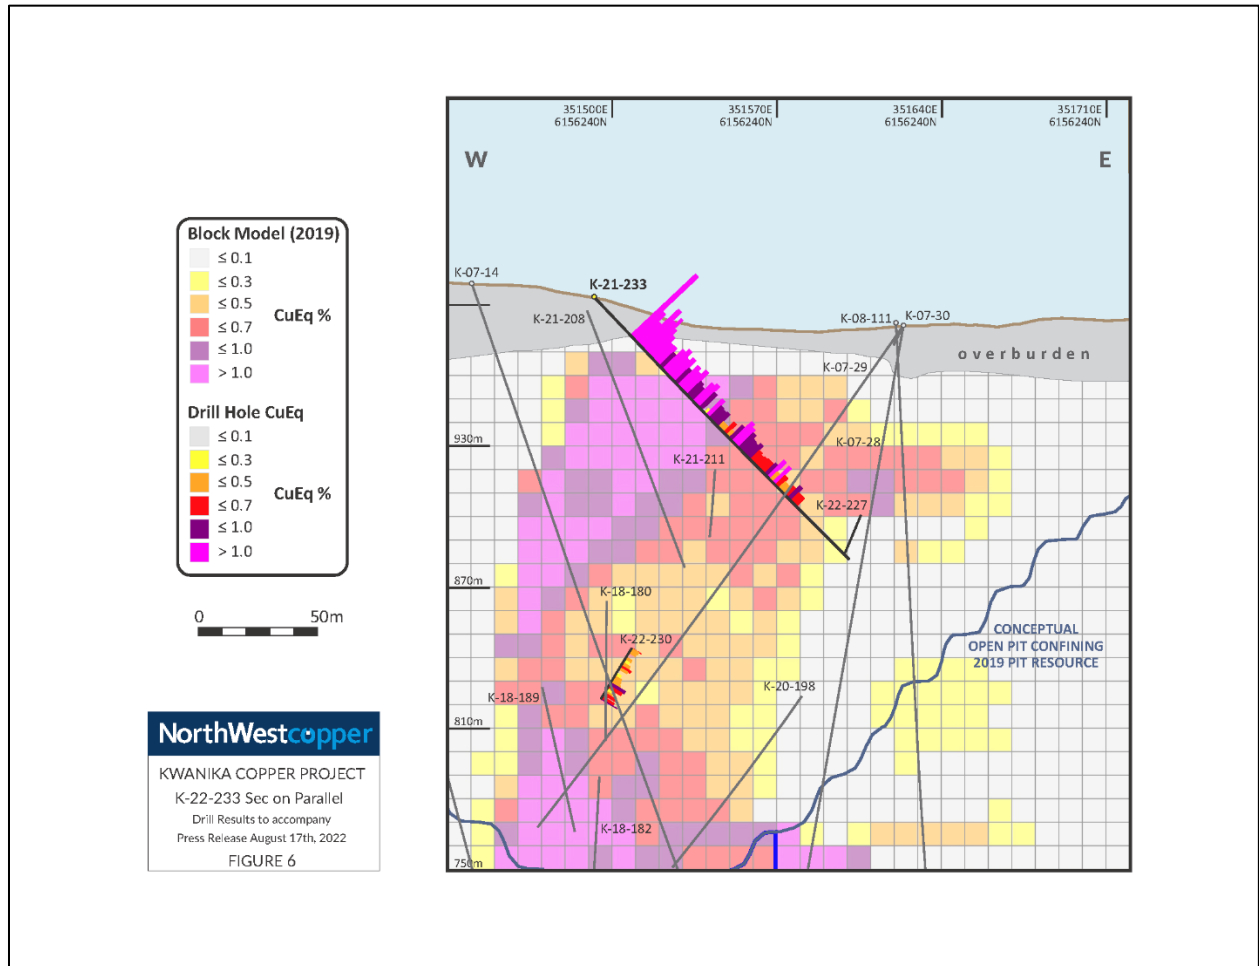 351500E
6156240N
351570E
6156240N
351640E
6156240N
351710E
6156240N
W
E
Block Model (2019)
≤ 0.1
≤ 0.3
≤ 0.5
≤ 0.7
≤ 1.0
> 1.0
CuEq %
Drill Hole CuEq
≤ 0.1
≤ 0.3
≤ 0.5
≤ 0.7
≤ 1.0
> 1.0
CuEq %
0
50m
K-07-14
K-21-233
K-21-208
K-08-111
K-07-30
overburden
K-07-29
930m
K-07-28
K-21-211
K-22-227
870m
K-18-180
K-22-230
CONCEPTUAL
OPEN PIT CONFINING
2019 PIT RESOURCE
K-18-189
K-20-198
810m
K-18-182
750m
NorthWestcopper
KWANIKA COPPER PROJECT
K-22-233 Sec on Parallel
Drill Results to accompany
Press Release August 17th, 2022
FIGURE 6